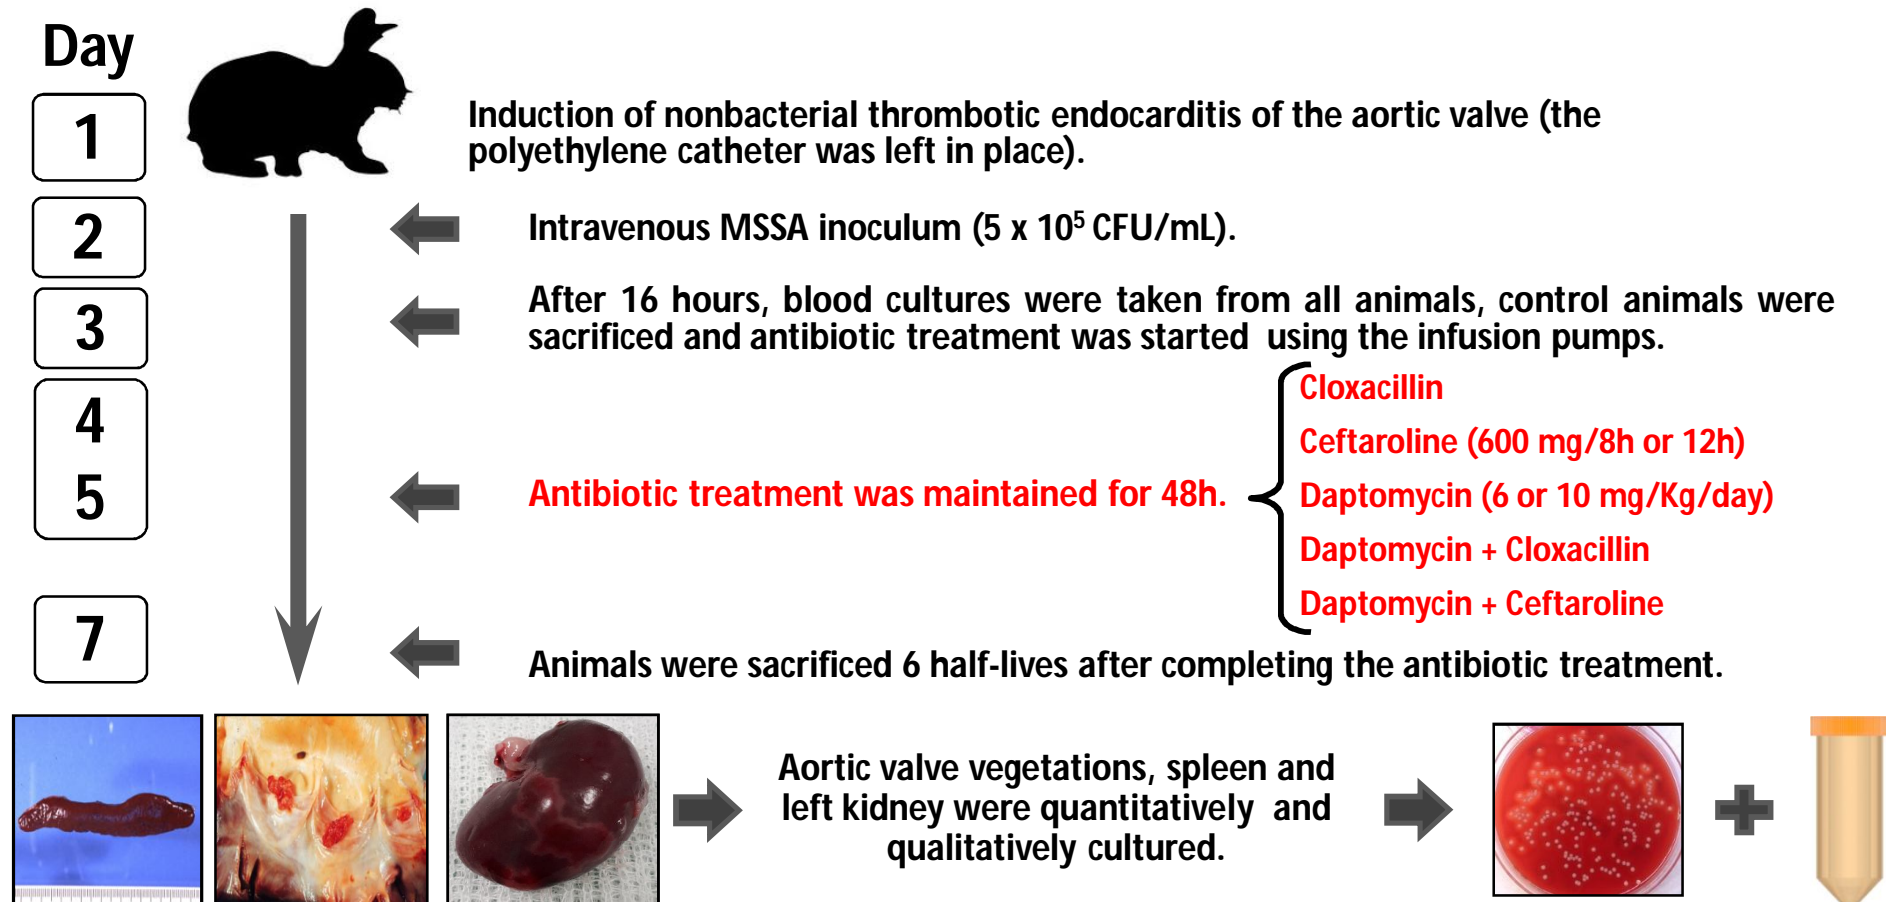 Day
1
Induction of nonbacterial thrombotic endocarditis of the aortic valve (the
polyethylene catheter was left in place).
2
Intravenous MSSA inoculum (5 x 10⁵ CFU/mL).
3
After 16 hours, blood cultures were taken from all animals, control animals were
sacrificed and antibiotic treatment was started using the infusion pumps.
4
5
Antibiotic treatment was maintained for 48h.
Cloxacillin
Ceftaroline (600 mg/8h or 12h)
Daptomycin (6 or 10 mg/Kg/day)
Daptomycin + Cloxacillin
Daptomycin + Ceftaroline
7
Animals were sacrificed 6 half-lives after completing the antibiotic treatment.
Aortic valve vegetations, spleen and
left kidney were quantitatively and
qualitatively cultured.